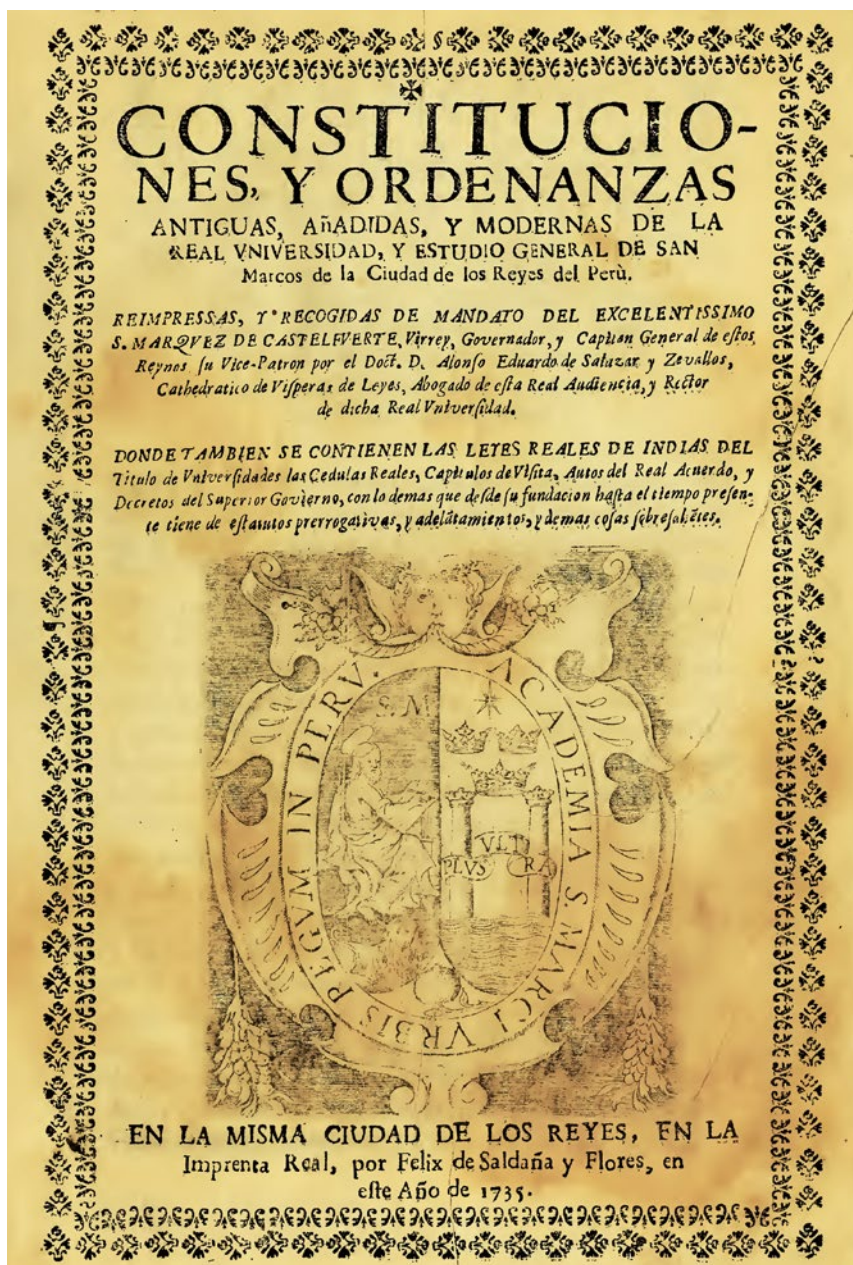 CONSTITUCIO-
NES, Y ORDENANZAS
ANTIGUAS, AñADIDAS, Y MODERNAS DE LA
REAL VNIVERSIDAD, Y ESTUDIO GENERAL DE SAN
Marcos de la Ciudad de los Reyes del Perù.
REIMPRESSAS, Y RECOGIDAS DE MANDATO DEL EXCELENTISSIMO
S. MARQVEZ DE CASTELFVERTE, Virrey, Governador, y Capitan General de eſtos
Reynos ſu Vice-Patron por el Doct. D. Alonſo Eduardo de Salazar y Zevallos,
Cathedratico de Viſperas de Leyes, Abogado de eſta Real Audiencia, y Rector
de dicha Real Vniverſidad.
DONDE TAMBIEN SE CONTIENEN LAS LEYES REALES DE INDIAS DEL
Titulo de Vniverſidades las Cedulas Reales, Capitulos de Viſita, Autos del Real Acuerdo, y
Decretos del Superior Govierno, con lo demas que deſde ſu fundacion haſta el tiempo preſen-
te tiene de eſtatutos prerrogativas, y adelãtamientos, y demas coſas ſobreſaliẽtes.
ACADEMIA S. MARCI VRBIS REGVM IN PERV.
S. M.
PLVS VLTRA
EN LA MISMA CIUDAD DE LOS REYES, EN LA
Imprenta Real, por Felix de Saldaña y Flores, en
eſte Año de 1735.